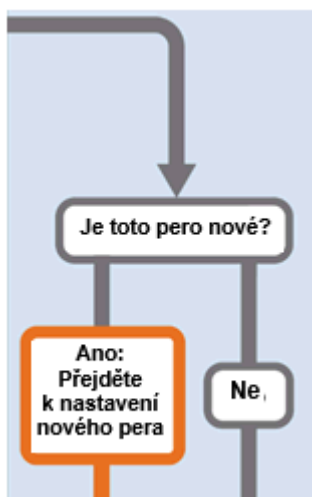 Je toto pero nové?
Ano:
Přejděte
k nastavení
nového pera
Ne,